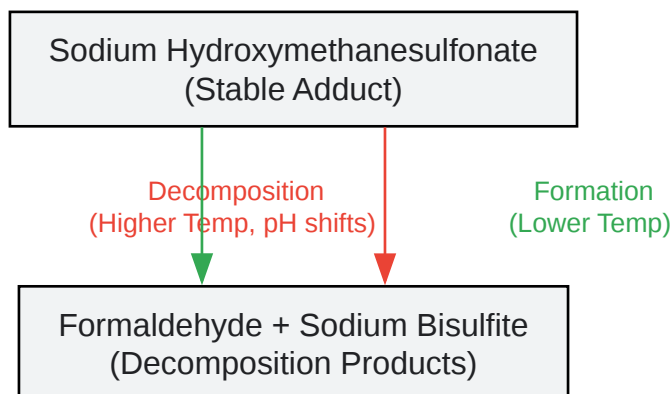 Sodium Hydroxymethanesulfonate
(Stable Adduct)
Decomposition
(Higher Temp, pH shifts)
Formation
(Lower Temp)
Formaldehyde + Sodium Bisulfite
(Decomposition Products)